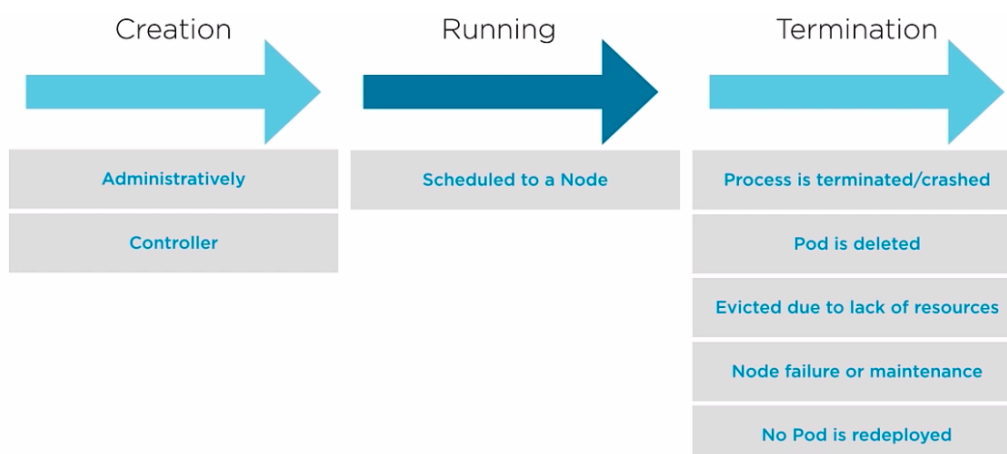 Creation
Running
Termination
Administratively
Scheduled to a Node
Process is terminated/crashed
Controller
Pod is deleted
Evicted due to lack of resources
Node failure or maintenance
No Pod is redeployed